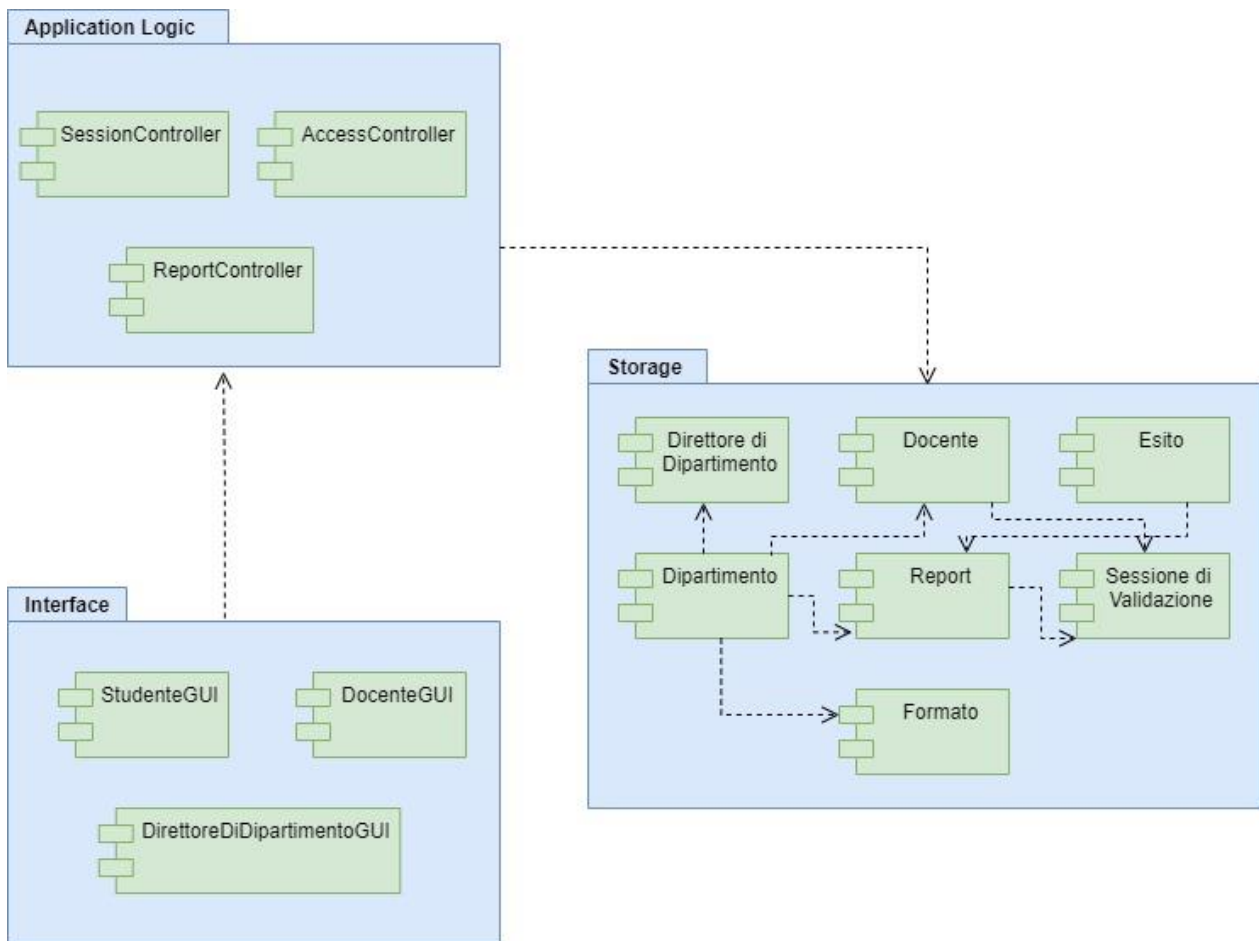 Application Logic
SessionController
AccessController
ReportController
Storage
Direttore di
Dipartimento
Docente
Esito
Dipartimento
Report
Sessione di
Validazione
Formato
Interface
StudenteGUI
DocenteGUI
DirettoreDiDipartimentoGUI